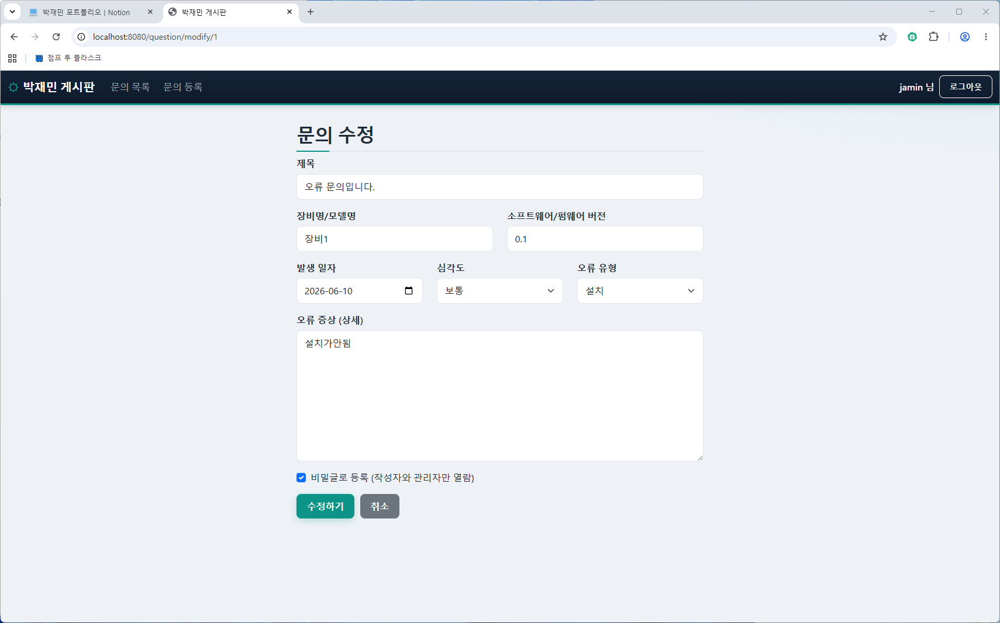 박재민 포트폴리오 | Notion
박재민 게시판
localhost:8080/question/modify/1
점프 투 플라스크
박재민 게시판 문의 목록 문의 등록 jamin 님 로그아웃
문의 수정
제목
오류 문의입니다.
장비명/모델명 소프트웨어/펌웨어 버전
장비1 0.1
발생 일자 심각도 오류 유형
2026-06-10 보통 설치
오류 증상 (상세)
설치가안됨
비밀글로 등록 (작성자와 관리자만 열람)
수정하기 취소